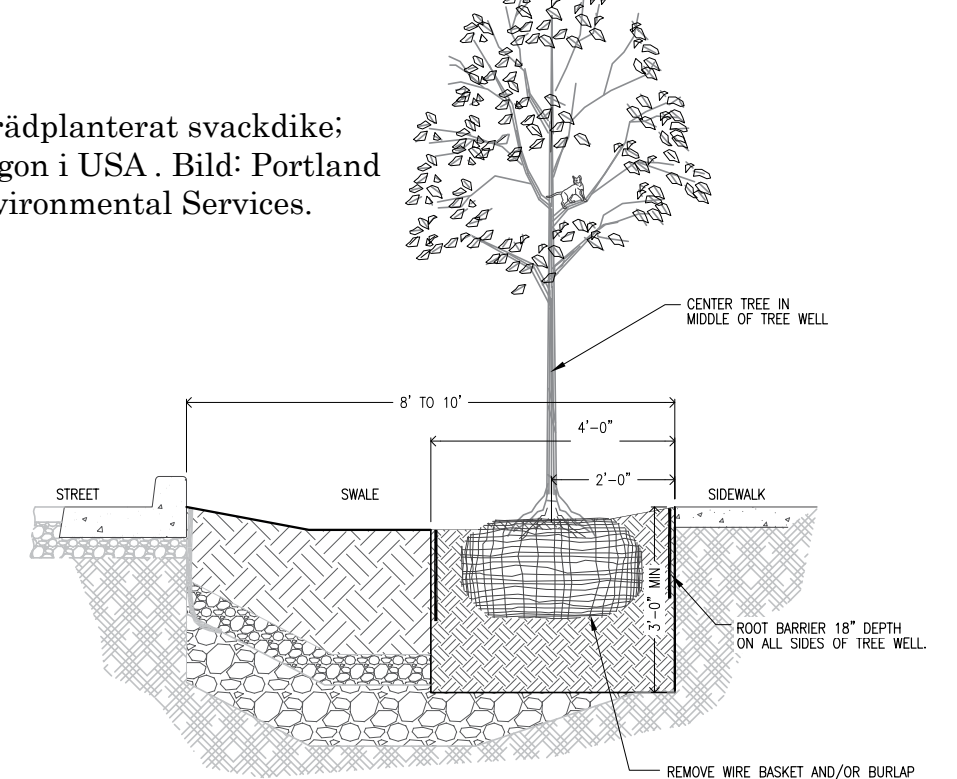 rädplanterat svackdike;
gon i USA . Bild: Portland
vironmental Services.
CENTER TREE IN
MIDDLE OF TREE WELL
8' TO 10'
4'-0"
2'-0"
STREET
SWALE
SIDEWALK
3'-0" MIN
ROOT BARRIER 18" DEPTH
ON ALL SIDES OF TREE WELL.
REMOVE WIRE BASKET AND/OR BURLAP